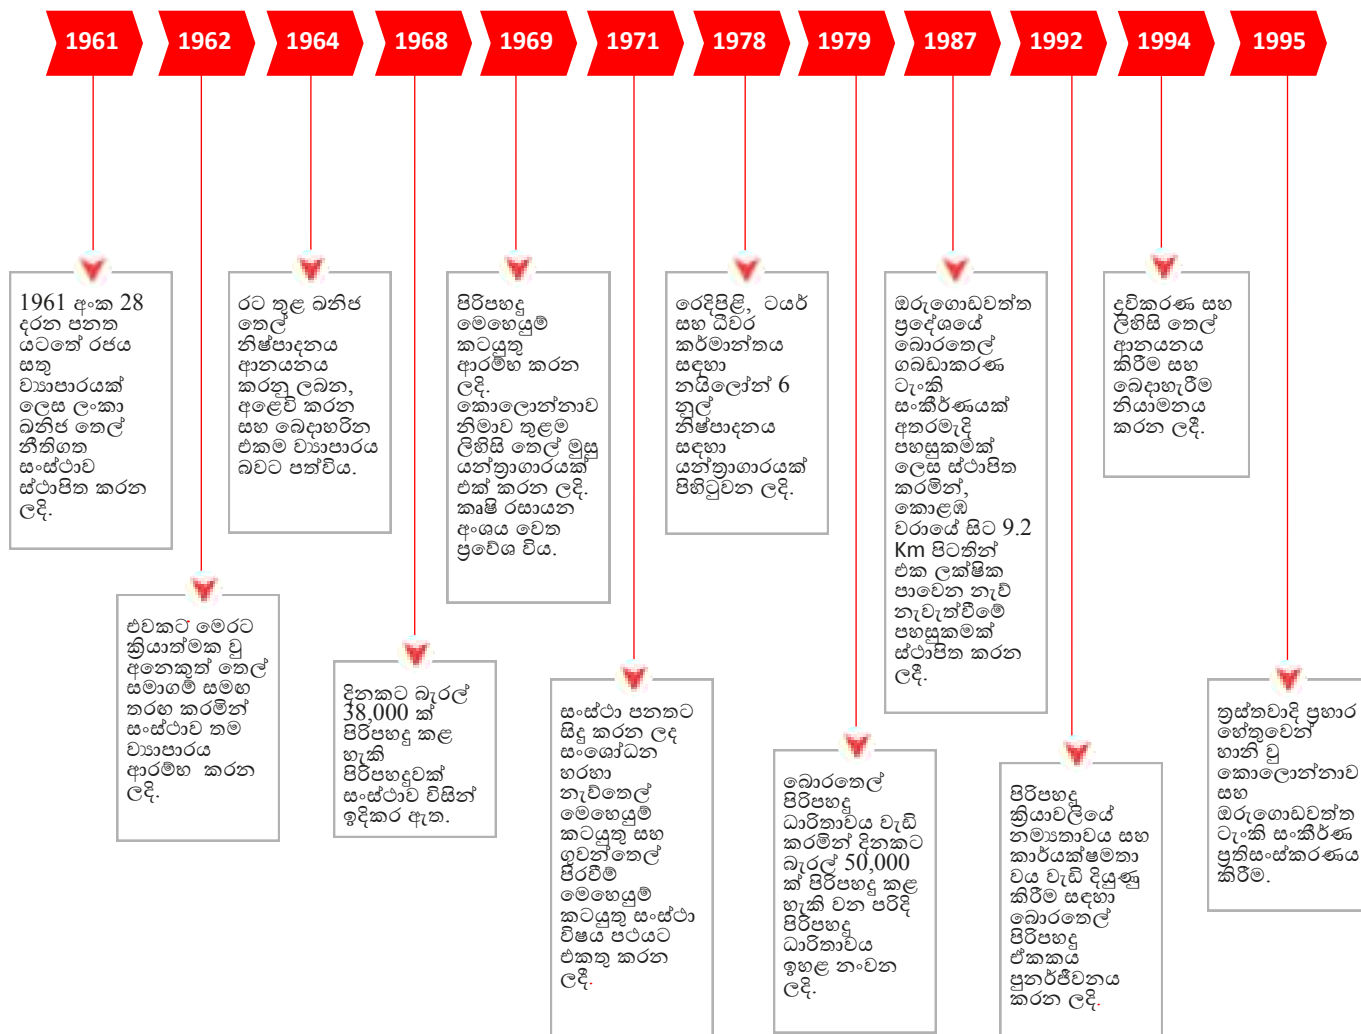 1961
1962
1964
1968
1969
1971
1978
1979
1987
1992
1994
1995
1961 අංක 28
දරන පනත
යටතේ රජය
සතු
ව්‍යාපාරයක්
ලෙස ලංකා
ඛනිජ තෙල්
නීතිගත
සංස්ථාව
ස්ථාපිත කරන
ලදි.
එවකට මෙරට
ක්‍රියාත්මක වු
අනෙකුත් තෙල්
සමාගම් සමඟ
තරඟ කරමින්
සංස්ථාව තම
ව්‍යාපාරය
ආරම්භ කරන
ලදි.
රට තුළ ඛනිජ
තෙල්
නිෂ්පාදනය
ආනයනය
කරනු ලබන,
අළෙවි කරන
සහ බෙදාහරින
එකම ව්‍යාපාරය
බවට පත්විය.
දිනකට බැරල්
38,000 ක්
පිරිපහදු කළ
හැකි
පිරිපහදුවක්
සංස්ථාව විසින්
ඉදිකර ඇත.
පිරිපහදු
මෙහෙයුම්
කටයුතු
ආරම්භ කරන
ලදි.
කොලොන්නාව
නිමාව තුළම
ලිහිසි තෙල් මුසු
යන්ත්‍රාගාරයක්
එක් කරන ලදි.
කෘෂි රසායන
අංශය වෙත
ප්‍රවේශ විය.
සංස්ථා පනතට
සිදු කරන ලද
සංශෝධන
හරහා
නැව්තෙල්
මෙහෙයුම්
කටයුතු සහ
ගුවන්තෙල්
පිරවීම්
මෙහෙයුම්
කටයුතු සංස්ථා
විෂය පථයට
එකතු කරන
ලදී.
රෙදිපිළි, ටයර්
සහ ධීවර
කර්මාන්තය
සඳහා
නයිලෝන් 6
නුල්
නිෂ්පාදනය
සඳහා
යන්ත්‍රාගාරයක්
පිහිටුවන ලදි.
බොරතෙල්
පිරිපහදු
ධාරිතාවය වැඩි
කරමින් දිනකට
බැරල් 50,000
ක් පිරිපහදු කළ
හැකි වන පරිදි
පිරිපහදු
ධාරිතාවය
ඉහළ නංවන
ලදි.
ඔරුගොඩවත්ත
ප්‍රදේශයේ
බොරතෙල්
ගබඩාකරණ
ටැංකි
සංකීර්ණයක්
අතරමැදි
පහසුකමක්
ලෙස ස්ථාපිත
කරමින්,
කොළඹ
වරායේ සිට 9.2
Km පිටතින්
එක ලක්ෂික
පාවෙන නැව්
නැවැත්වීමේ
පහසුකමක්
ස්ථාපිත කරන
ලදී.
පිරිපහදු
ක්‍රියාවලියේ
නම්‍යතාවය සහ
කාර්යක්ෂමතා
වය වැඩි දියුණු
කිරීම සඳහා
බොරතෙල්
පිරිපහදු
ඒකකය
පුනර්ජීවනය
කරන ලදි.
ද්‍රවිකරණ සහ
ලිහිසි තෙල්
ආනයනය
කිරීම සහ
බෙදාහැරීම
නියාමනය
කරන ලදී.
ත්‍රස්තවාදි ප්‍රහාර
හේතුවෙන්
හානි වු
කොලොන්නාව
සහ
ඔරුගොඩවත්ත
ටැංකි සංකීර්ණ
ප්‍රතිසංස්කරණය
කිරීම.